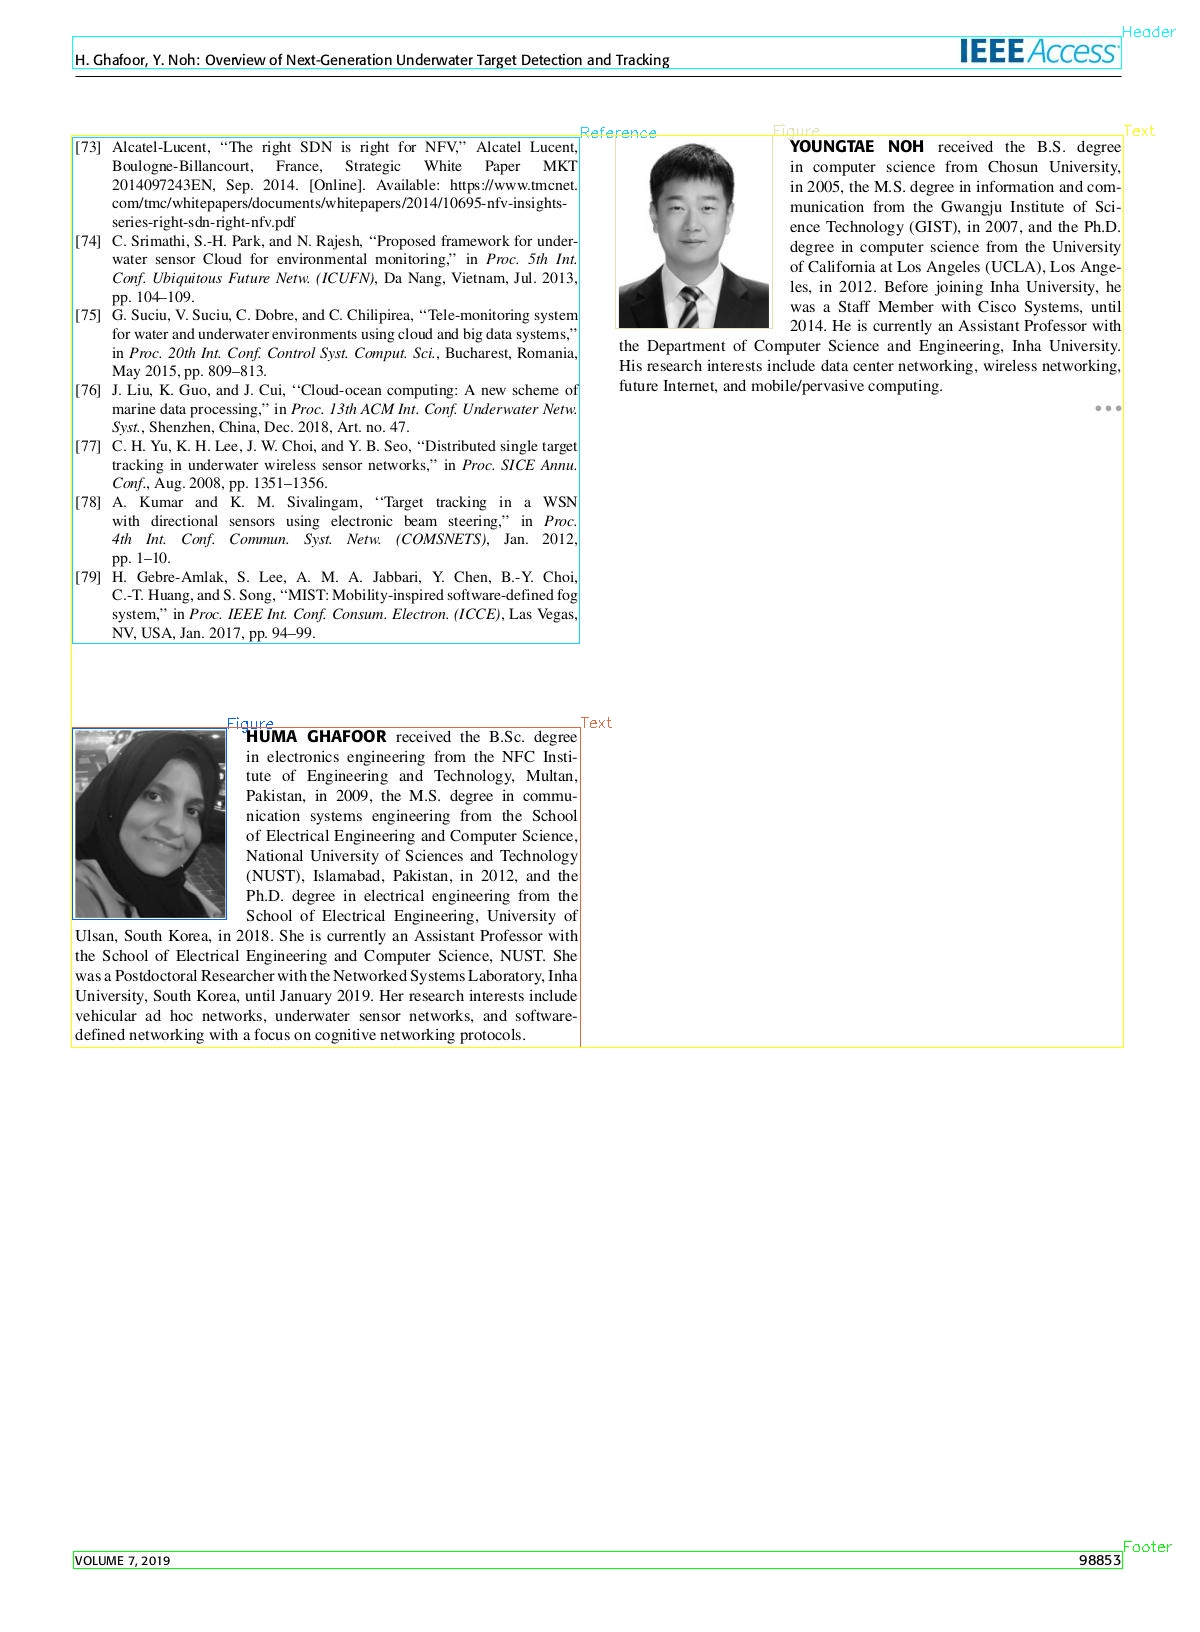 Header
H. Ghafoor, Y. Noh: Overview of Next-Generation Underwater Target Detection and Tracking
IEEE Access
Reference
[73] Alcatel-Lucent, ‘‘The right SDN is right for NFV,’’ Alcatel Lucent,
Boulogne-Billancourt, France, Strategic White Paper MKT
2014097243EN, Sep. 2014. [Online]. Available: https://www.tmcnet.
com/tmc/whitepapers/documents/whitepapers/2014/10695-nfv-insights-
series-right-sdn-right-nfv.pdf
[74] C. Srimathi, S.-H. Park, and N. Rajesh, ‘‘Proposed framework for under-
water sensor Cloud for environmental monitoring,’’ in Proc. 5th Int.
Conf. Ubiquitous Future Netw. (ICUFN), Da Nang, Vietnam, Jul. 2013,
pp. 104–109.
[75] G. Suciu, V. Suciu, C. Dobre, and C. Chilipirea, ‘‘Tele-monitoring system
for water and underwater environments using cloud and big data systems,’’
in Proc. 20th Int. Conf. Control Syst. Comput. Sci., Bucharest, Romania,
May 2015, pp. 809–813.
[76] J. Liu, K. Guo, and J. Cui, ‘‘Cloud-ocean computing: A new scheme of
marine data processing,’’ in Proc. 13th ACM Int. Conf. Underwater Netw.
Syst., Shenzhen, China, Dec. 2018, Art. no. 47.
[77] C. H. Yu, K. H. Lee, J. W. Choi, and Y. B. Seo, ‘‘Distributed single target
tracking in underwater wireless sensor networks,’’ in Proc. SICE Annu.
Conf., Aug. 2008, pp. 1351–1356.
[78] A. Kumar and K. M. Sivalingam, ‘‘Target tracking in a WSN
with directional sensors using electronic beam steering,’’ in Proc.
4th Int. Conf. Commun. Syst. Netw. (COMSNETS), Jan. 2012,
pp. 1–10.
[79] H. Gebre-Amlak, S. Lee, A. M. A. Jabbari, Y. Chen, B.-Y. Choi,
C.-T. Huang, and S. Song, ‘‘MIST: Mobility-inspired software-defined fog
system,’’ in Proc. IEEE Int. Conf. Consum. Electron. (ICCE), Las Vegas,
NV, USA, Jan. 2017, pp. 94–99.
Figure
Text
HUMA GHAFOOR received the B.Sc. degree
in electronics engineering from the NFC Insti-
tute of Engineering and Technology, Multan,
Pakistan, in 2009, the M.S. degree in commu-
nication systems engineering from the School
of Electrical Engineering and Computer Science,
National University of Sciences and Technology
(NUST), Islamabad, Pakistan, in 2012, and the
Ph.D. degree in electrical engineering from the
School of Electrical Engineering, University of
Ulsan, South Korea, in 2018. She is currently an Assistant Professor with
the School of Electrical Engineering and Computer Science, NUST. She
was a Postdoctoral Researcher with the Networked Systems Laboratory, Inha
University, South Korea, until January 2019. Her research interests include
vehicular ad hoc networks, underwater sensor networks, and software-
defined networking with a focus on cognitive networking protocols.
Figure
Text
YOUNGTAE NOH received the B.S. degree
in computer science from Chosun University,
in 2005, the M.S. degree in information and com-
munication from the Gwangju Institute of Sci-
ence Technology (GIST), in 2007, and the Ph.D.
degree in computer science from the University
of California at Los Angeles (UCLA), Los Ange-
les, in 2012. Before joining Inha University, he
was a Staff Member with Cisco Systems, until
2014. He is currently an Assistant Professor with
the Department of Computer Science and Engineering, Inha University.
His research interests include data center networking, wireless networking,
future Internet, and mobile/pervasive computing.
Footer
VOLUME 7, 2019
98853